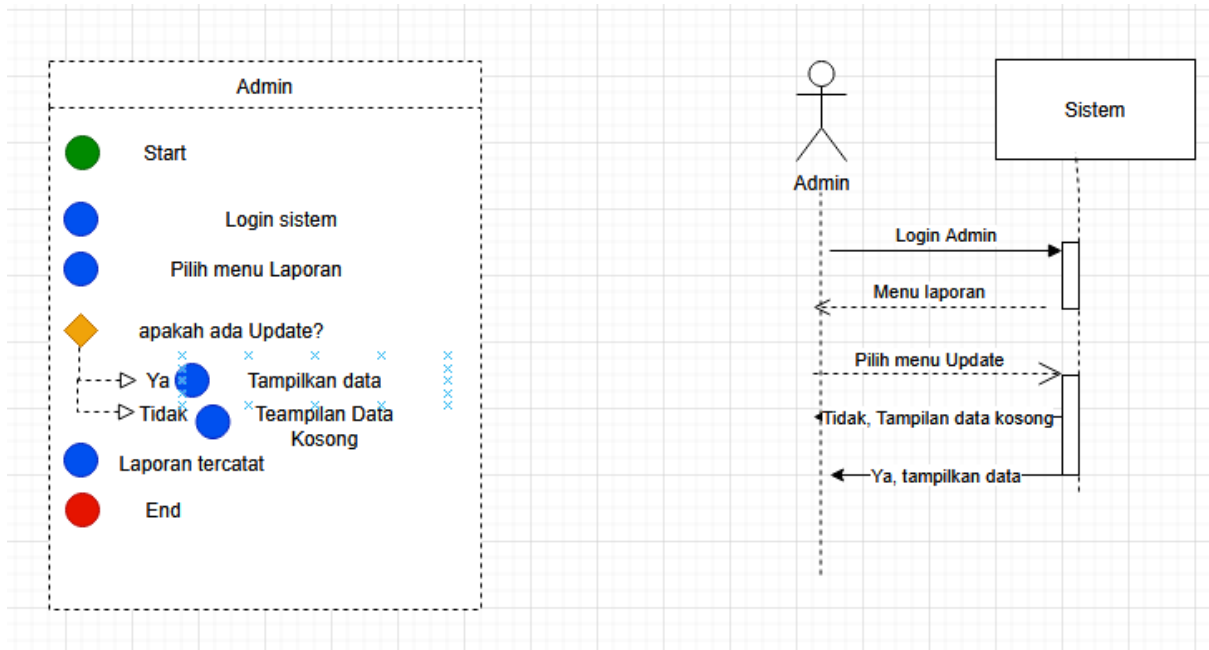 Admin
Start
Login sistem
Pilih menu Laporan
apakah ada Update?
Ya
Tampilkan data
Tidak
Teampilan Data
Kosong
Laporan tercatat
End
Admin
Sistem
Login Admin
Menu laporan
Pilih menu Update
Tidak, Tampilan data kosong
Ya, tampilkan data